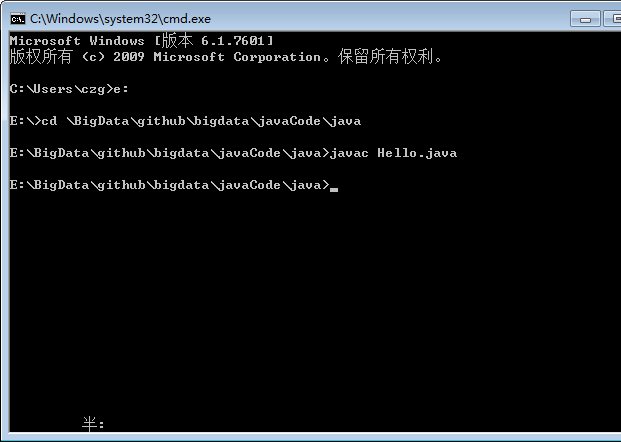 C:\Windows\system32\cmd.exe
Microsoft Windows [版本 6.1.7601]
版权所有 (c) 2009 Microsoft Corporation。保留所有权利。
C:\Users\czg>e:
E:\>cd \BigData\github\bigdata\javaCode\java
E:\BigData\github\bigdata\javaCode\java>javac Hello.java
E:\BigData\github\bigdata\javaCode\java>
半: